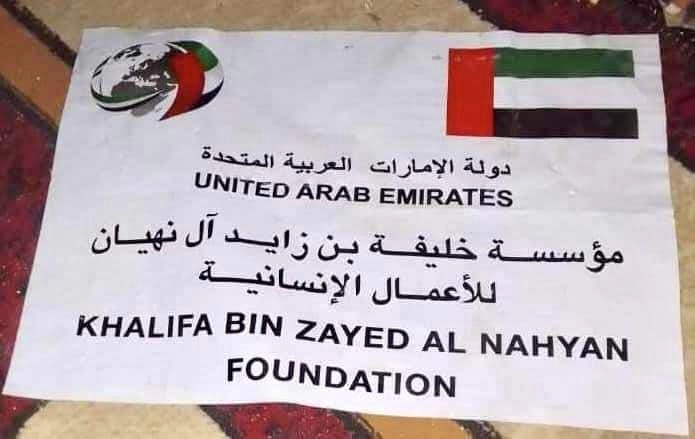 دولة الإمارات العربية المتحدة
UNITED ARAB EMIRATES
مؤسسة خليفة بن زايد آل نهيان
للأعمال الإنسانية
KHALIFA BIN ZAYED AL NAHYAN
FOUNDATION